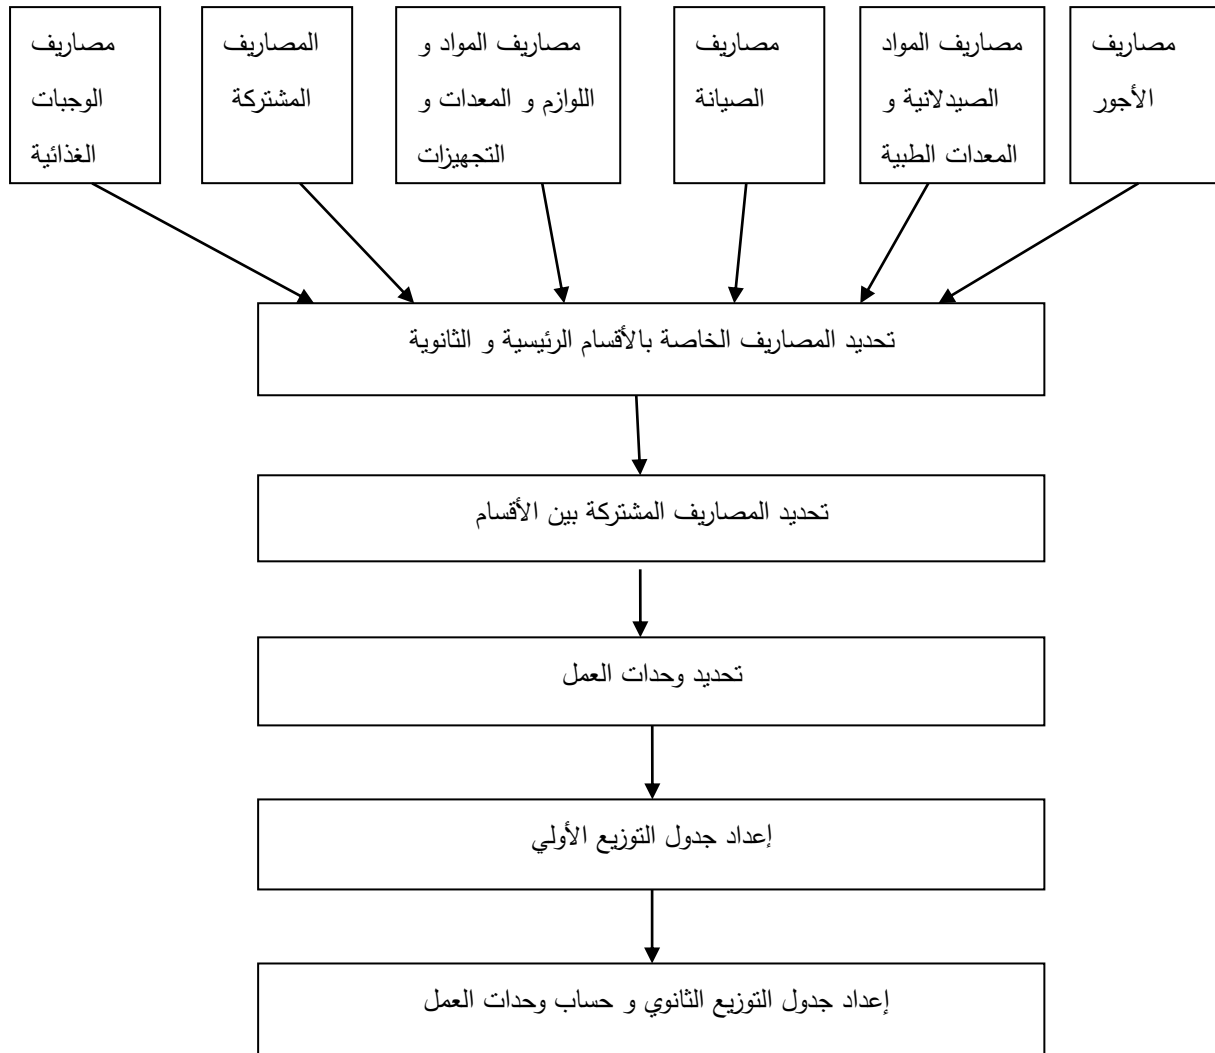 مصاريف
الأجور
مصاريف المواد
الصيدلانية و
المعدات الطبية
مصاريف
الصيانة
مصاريف المواد و
اللوازم و المعدات و
التجهيزات
المصاريف
المشتركة
مصاريف
الوجبات
الغذائية
تحديد المصاريف الخاصة بالأقسام الرئيسية و الثانوية
تحديد المصاريف المشتركة بين الأقسام
تحديد وحدات العمل
إعداد جدول التوزيع الأولي
إعداد جدول التوزيع الثانوي و حساب وحدات العمل